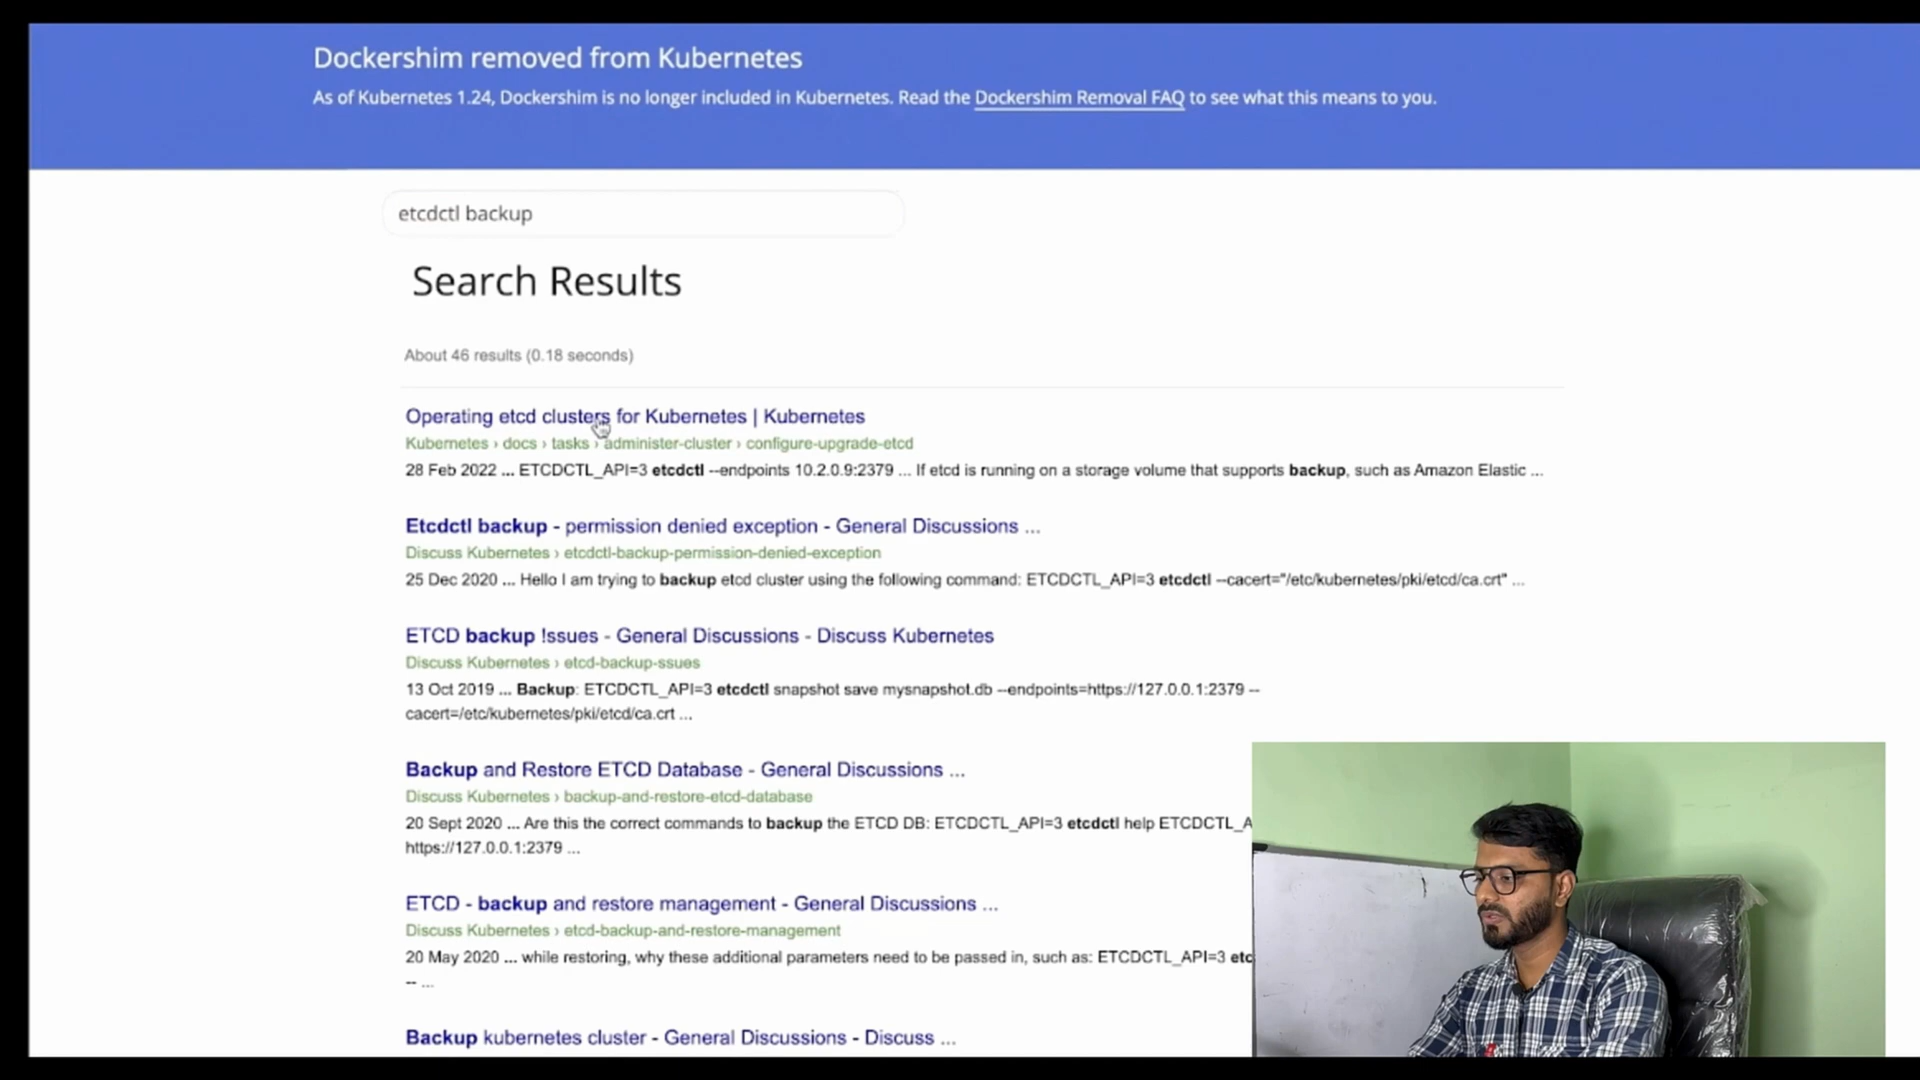 Dockershim removed from Kubernetes
As of Kubernetes 1.24, Dockershim is no longer included in Kubernetes. Read the Dockershim Removal FAQ to see what this means to you.
etcdctl backup
Search Results
About 46 results (0.18 seconds)
Operating etcd clusters for Kubernetes | Kubernetes
Kubernetes › docs › tasks › administer-cluster › configure-upgrade-etcd
28 Feb 2022 ... ETCDCTL_API=3 etcdctl --endpoints 10.2.0.9:2379 ... If etcd is running on a storage volume that supports backup, such as Amazon Elastic ...
Etcdctl backup - permission denied exception - General Discussions ...
Discuss Kubernetes › etcdctl-backup-permission-denied-exception
25 Dec 2020 ... Hello I am trying to backup etcd cluster using the following command: ETCDCTL_API=3 etcdctl --cacert="/etc/kubernetes/pki/etcd/ca.crt" ...
ETCD backup !ssues - General Discussions - Discuss Kubernetes
Discuss Kubernetes › etcd-backup-ssues
13 Oct 2019 ... Backup: ETCDCTL_API=3 etcdctl snapshot save mysnapshot.db --endpoints=https://127.0.0.1:2379 --
cacert=/etc/kubernetes/pki/etcd/ca.crt ...
Backup and Restore ETCD Database - General Discussions ...
Discuss Kubernetes › backup-and-restore-etcd-database
20 Sept 2020 ... Are this the correct commands to backup the ETCD DB: ETCDCTL_API=3 etcdctl help ETCDCTL_A
https://127.0.0.1:2379 ...
ETCD - backup and restore management - General Discussions ...
Discuss Kubernetes › etcd-backup-and-restore-management
20 May 2020 ... while restoring, why these additional parameters need to be passed in, such as: ETCDCTL_API=3 etc
-- ...
Backup kubernetes cluster - General Discussions - Discuss ...